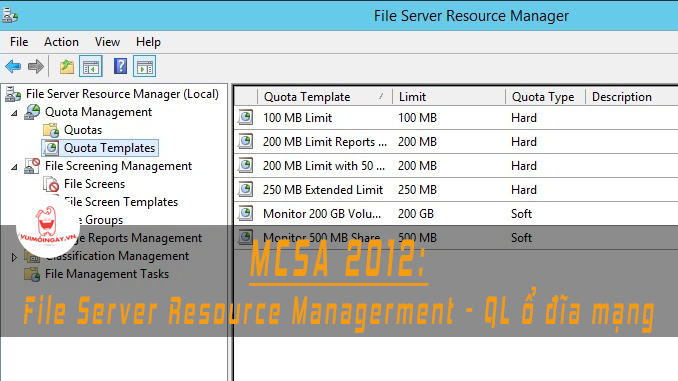 File Server Resource Manager
File Action View Help
File Server Resource Manager (Local)
Quota Management
Quotas
Quota Templates
File Screening Management
File Screens
File Screen Templates
Groups
Reports Management
Classification Management
File Management Tasks
VUIMOINGAY.VN
Quota Template Limit Quota Type Description
100 MB Limit 100 MB Hard
200 MB Limit Reports ... 200 MB Hard
200 MB Limit with 50 ... 200 MB Hard
250 MB Extended Limit 250 MB Hard
Monitor 200 GB Volu... 200 GB Soft
Monitor 500 MB Share 500 MB Soft
MCSA 2012:
File Server Resource Managerment - QL ổ đĩa mạng